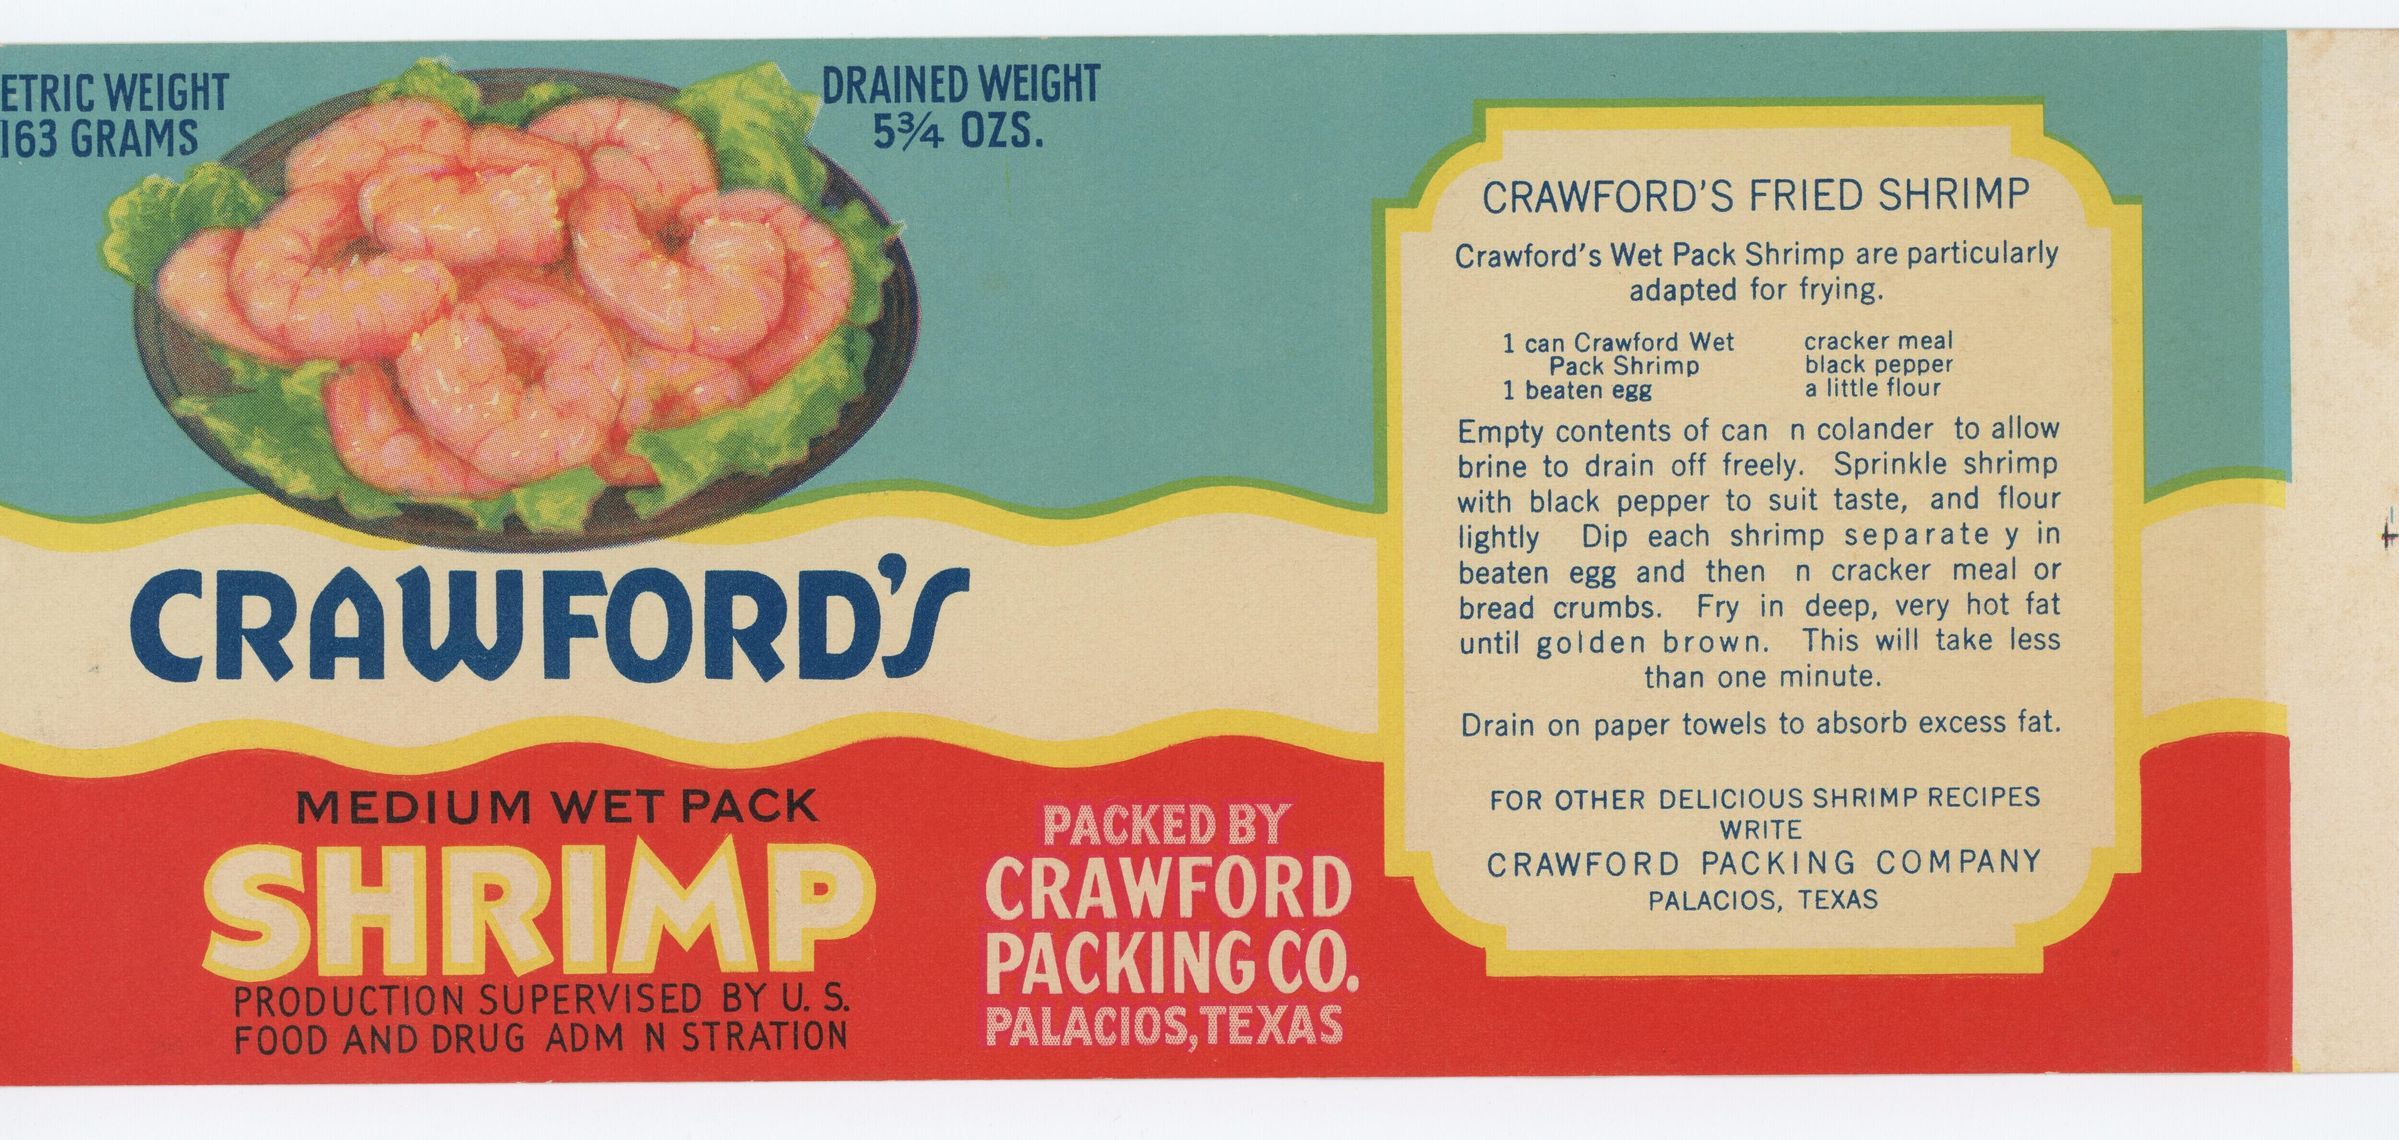 ETRIC WEIGHT
163 GRAMS
DRAINED WEIGHT
5¾ OZS.
CRAWFORD'S
MEDIUM WET PACK
SHRIMP
PRODUCTION SUPERVISED BY U. S.
FOOD AND DRUG ADM N STRATION
PACKED BY
CRAWFORD
PACKING CO.
PALACIOS, TEXAS
CRAWFORD'S FRIED SHRIMP
Crawford's Wet Pack Shrimp are particularly
adapted for frying.
1 can Crawford Wet
Pack Shrimp
1 beaten egg
cracker meal
black pepper
a little flour
Empty contents of can n colander to allow
brine to drain off freely. Sprinkle shrimp
with black pepper to suit taste, and flour
lightly Dip each shrimp separate y in
beaten egg and then n cracker meal or
bread crumbs. Fry in deep, very hot fat
until golden brown. This will take less
than one minute.
Drain on paper towels to absorb excess fat.
FOR OTHER DELICIOUS SHRIMP RECIPES
WRITE
CRAWFORD PACKING COMPANY
PALACIOS, TEXAS